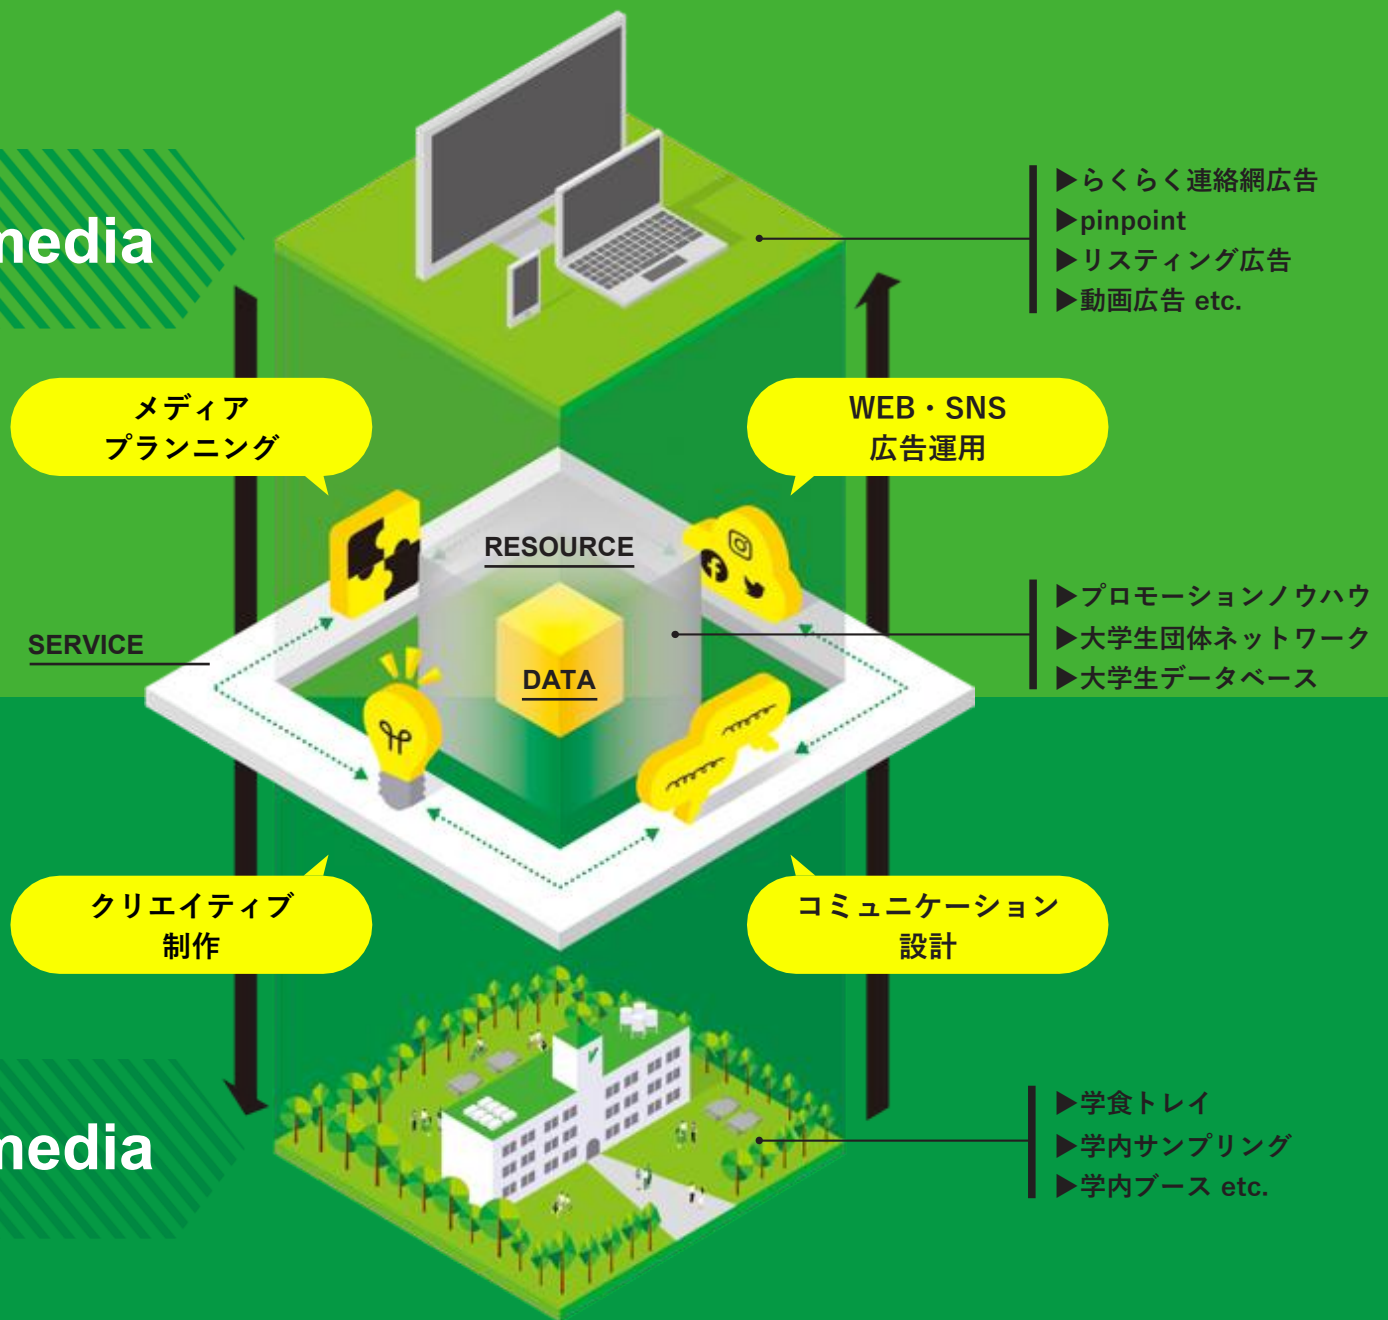 media
▶らくらく連絡網広告
▶pinpoint
▶リスティング広告
▶動画広告 etc.
メディア
プランニング
WEB・SNS
広告運用
RESOURCE
DATA
SERVICE
▶プロモーションノウハウ
▶大学生団体ネットワーク
▶大学生データベース
クリエイティブ
制作
コミュニケーション
設計
media
▶学食トレイ
▶学内サンプリング
▶学内ブース etc.